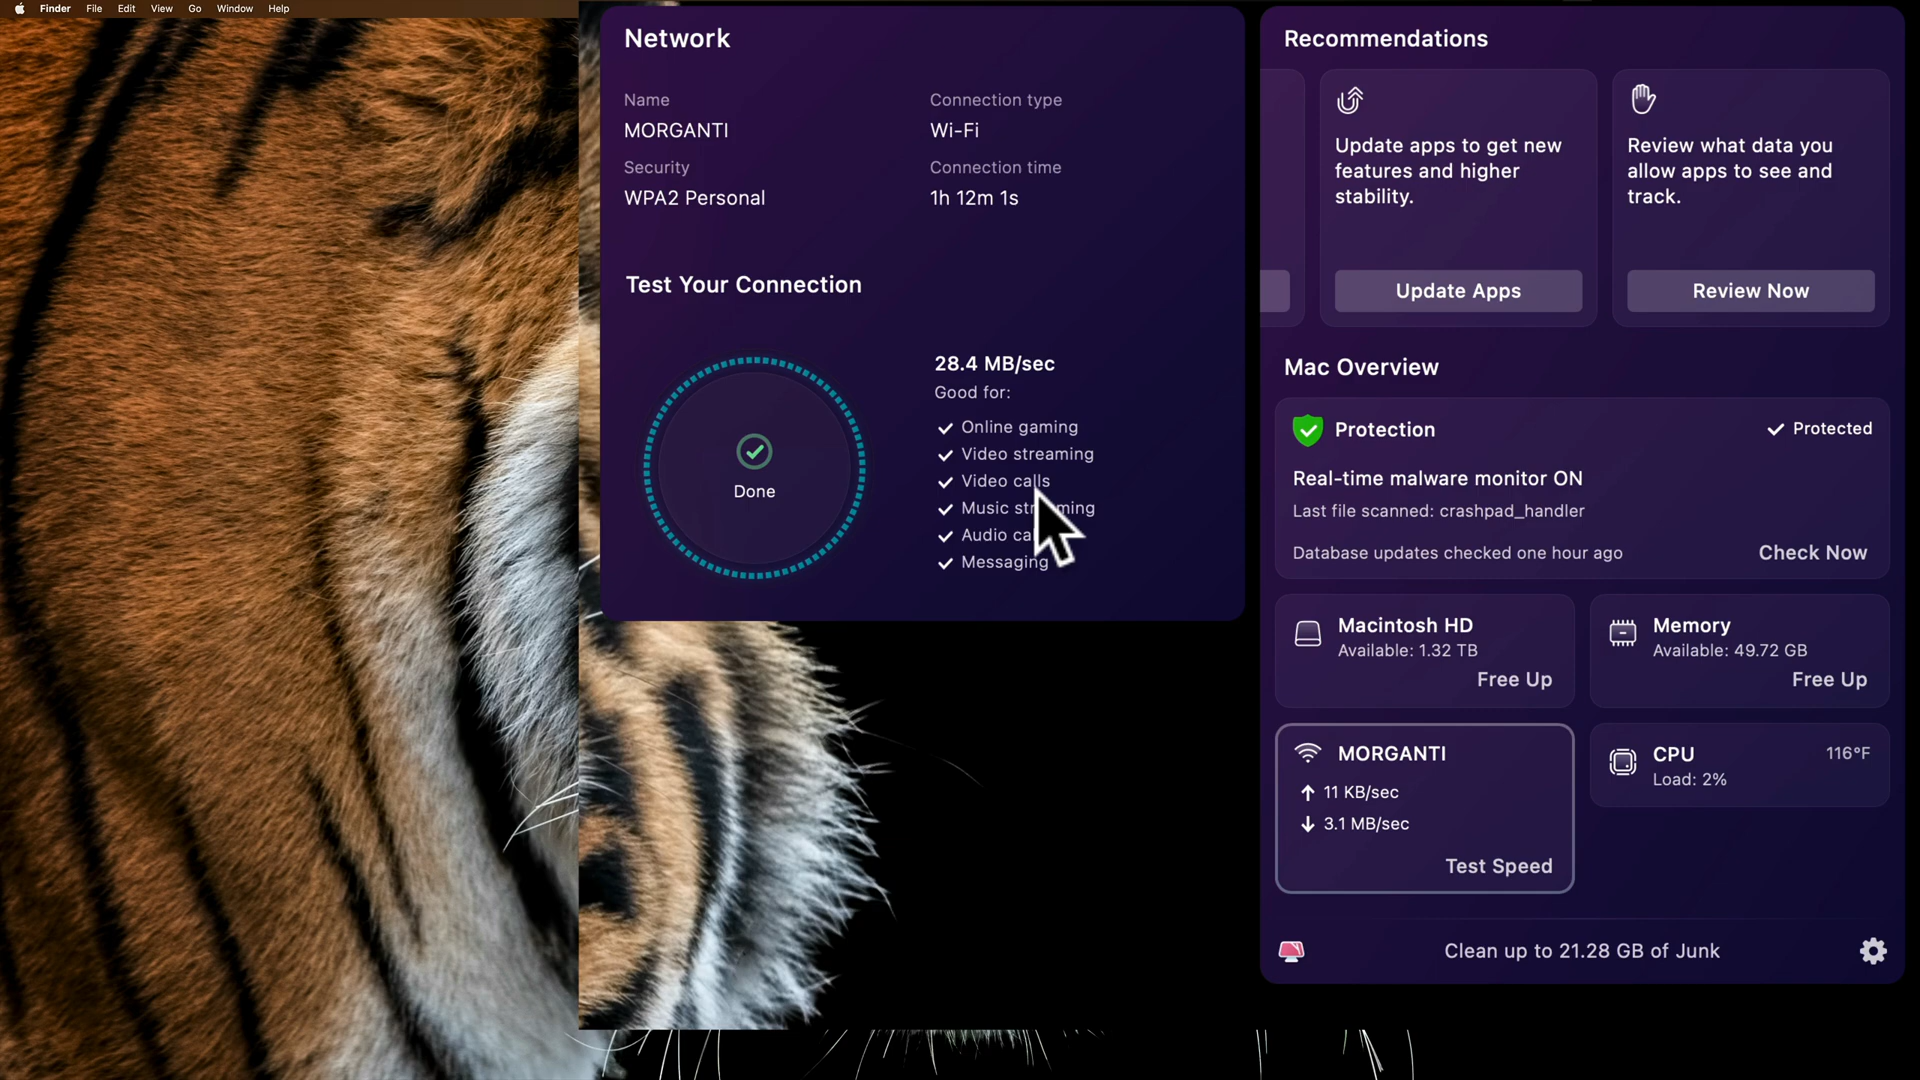 Finder File Edit View Go Window Help
Network
Name
MORGANTI
Connection type
Wi-Fi
Security
WPA2 Personal
Connection time
1h 12m 1s
Test Your Connection
Done
28.4 MB/sec
Good for:
Online gaming
Video streaming
Video calls
Music streaming
Audio ca
Messaging
Recommendations
Update apps to get new
features and higher
stability.
Update Apps
Review what data you
allow apps to see and
track.
Review Now
Mac Overview
Protection
Protected
Real-time malware monitor ON
Last file scanned: crashpad_handler
Database updates checked one hour ago
Check Now
Macintosh HD
Available: 1.32 TB
Free Up
Memory
Available: 49.72 GB
Free Up
MORGANTI
11 KB/sec
3.1 MB/sec
Test Speed
CPU
116°F
Load: 2%
Clean up to 21.28 GB of Junk